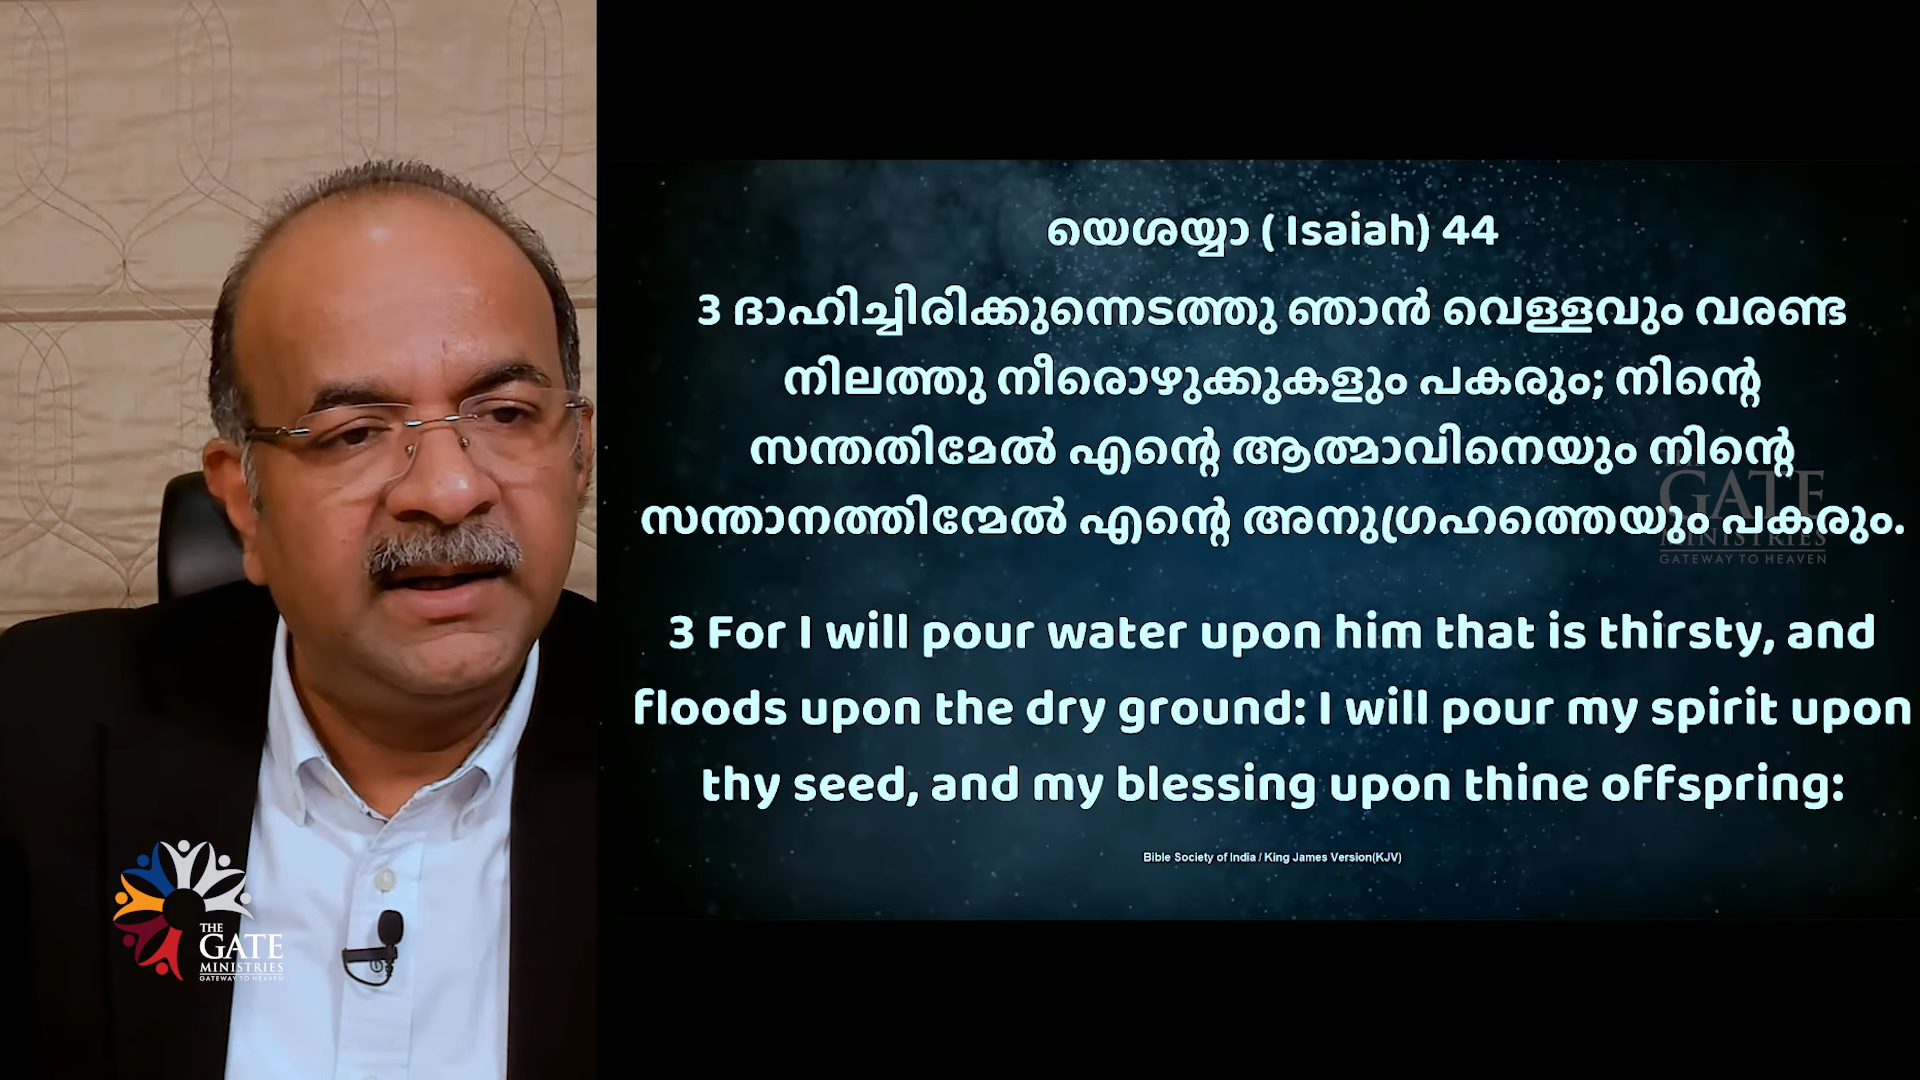 യെശയ്യാ ( Isaiah) 44
3 ദാഹിച്ചിരിക്കുന്നെടത്തു ഞാൻ വെള്ളവും വരണ്ട
നിലത്തു നീരൊഴുക്കുകളും പകരും; നിന്റെ
സന്തതിമേൽ എന്റെ ആത്മാവിനെയും നിന്റെ
സന്താനത്തിന്മേൽ എന്റെ അനുഗ്രഹത്തെയും പകരും.
GATE
MINISTRIES
GATEWAY TO HEAVEN
3 For I will pour water upon him that is thirsty, and
floods upon the dry ground: I will pour my spirit upon
thy seed, and my blessing upon thine offspring:
Bible Society of India / King James Version(KJV)
THE
GATE
MINISTRIES
GATEWAY TO HEAVEN